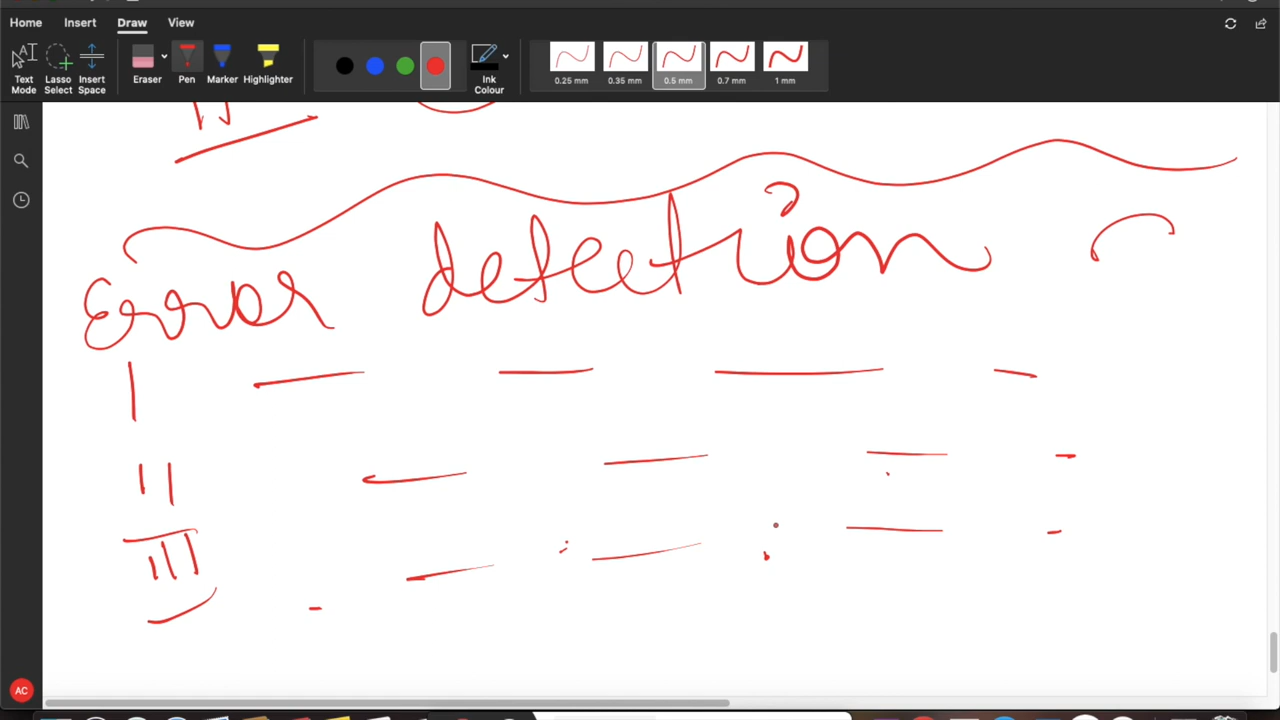 Home Insert Draw View
Text Mode Lasso Select Insert Space Eraser Pen Marker Highlighter Ink Colour 0.25 mm 0.35 mm 0.5 mm 0.7 mm 1 mm
Error detection
I
II
III
AC